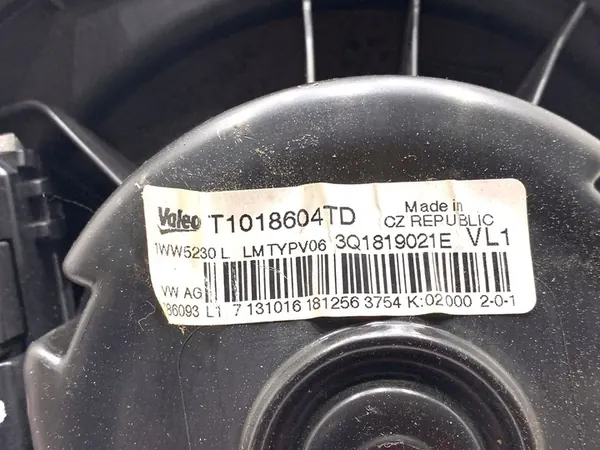 Valeo T1018604TD Made in CZ REPUBLIC
1WW5230 L LMTYPV06 3Q1819021E VL1
VW AG
86093 L1 7 131016 181256 3754 K:02000 2-0-1